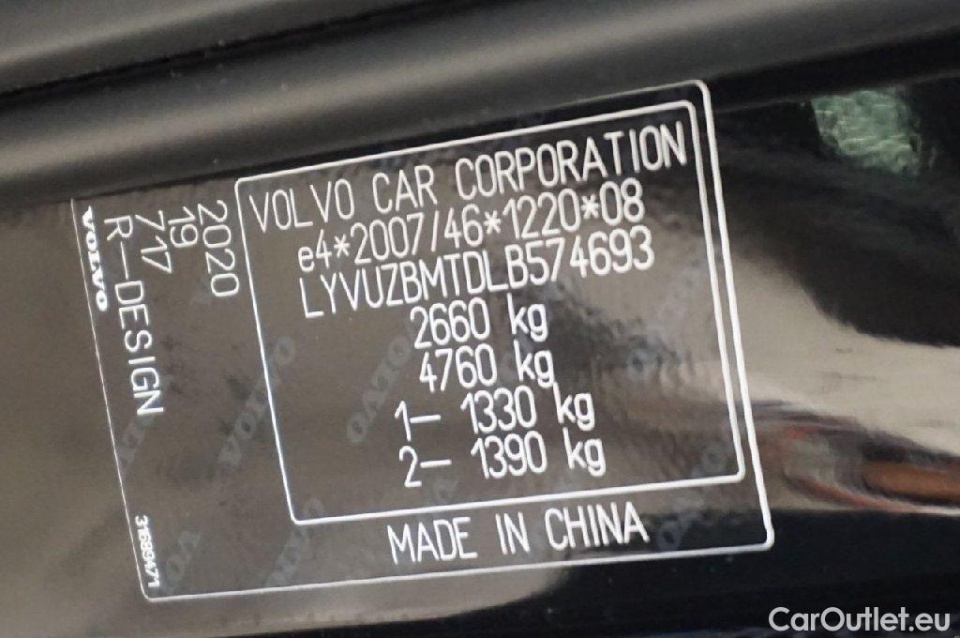 VOLVO CAR CORPORATION
e4*2007/46*1220*08
LYVUZBMTDLB574693
2660 kg
4760 kg
1– 1330 kg
2– 1390 kg
MADE IN CHINA
2020
19
717
R–DESIGN
VOLVO
CarOutlet.eu